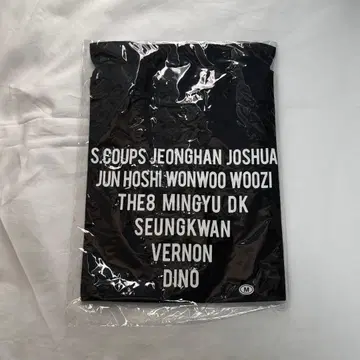 S.COUPS JEONGHAN JOSHUA
JUN HOSHI WONWOO WOOZI
THE8 MINGYU DK
SEUNGKWAN
VERNON
DINO
M